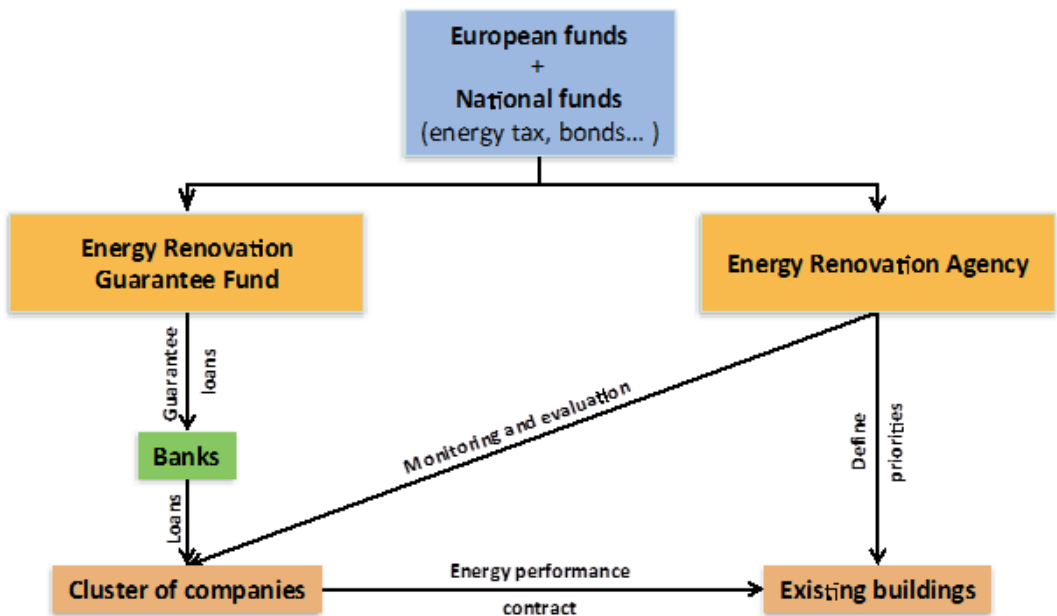 European funds
+
National funds
(energy tax, bonds... )
Energy Renovation
Guarantee Fund
Energy Renovation Agency
Guarantee
loans
Monitoring and evaluation
Define
priorities
Banks
Loans
Cluster of companies
Energy performance
contract
Existing buildings